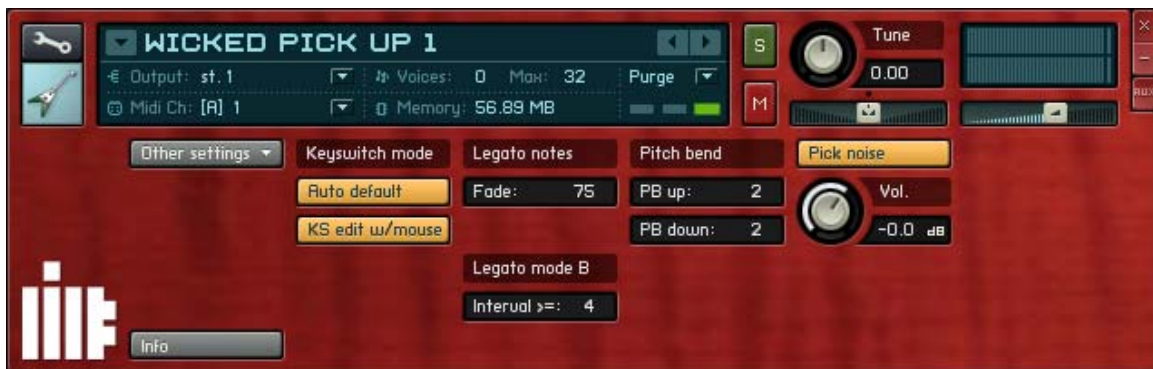 WICKED PICK UP 1
S
Tune
Output: st. 1
Voices: 0 Max: 32
Purge
0.00
Midi Ch: [A] 1
Memory: 56.89 MB
M
AUX
Other settings
Keyswitch mode
Legato notes
Pitch bend
Pick noise
Auto default
Fade: 75
PB up: 2
Vol.
KS edit w/mouse
PB down: 2
-0.0 dB
Legato mode B
Interval >=: 4
Info